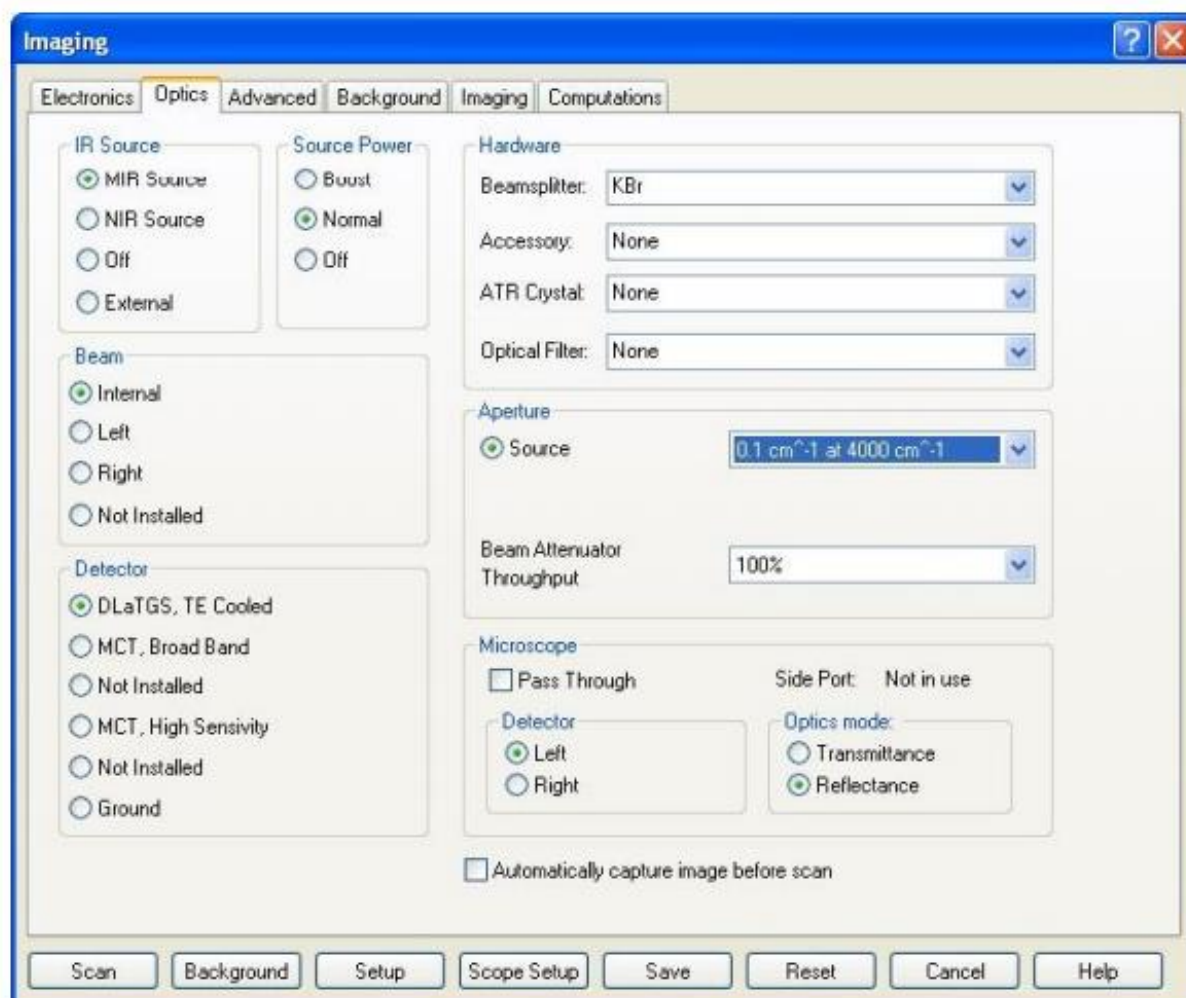 Imaging
Electronics Optics Advanced Background Imaging Computations
IR Source
MIR Source
NIR Source
Off
External
Source Power
Boost
Normal
Off
Beam
Internal
Left
Right
Not Installed
Detector
DLaTGS, TE Cooled
MCT, Broad Band
Not Installed
MCT, High Sensivity
Not Installed
Ground
Hardware
Beamsplitter: KBr
Accessory: None
ATR Crystal: None
Optical Filter: None
Aperture
Source 0.1 cm^-1 at 4000 cm^-1
Beam Attenuator
Throughput
100%
Microscope
Pass Through Side Port: Not in use
Detector
Left
Right
Optics mode:
Transmittance
Reflectance
Automatically capture image before scan
Scan Background Setup Scope Setup Save Reset Cancel Help